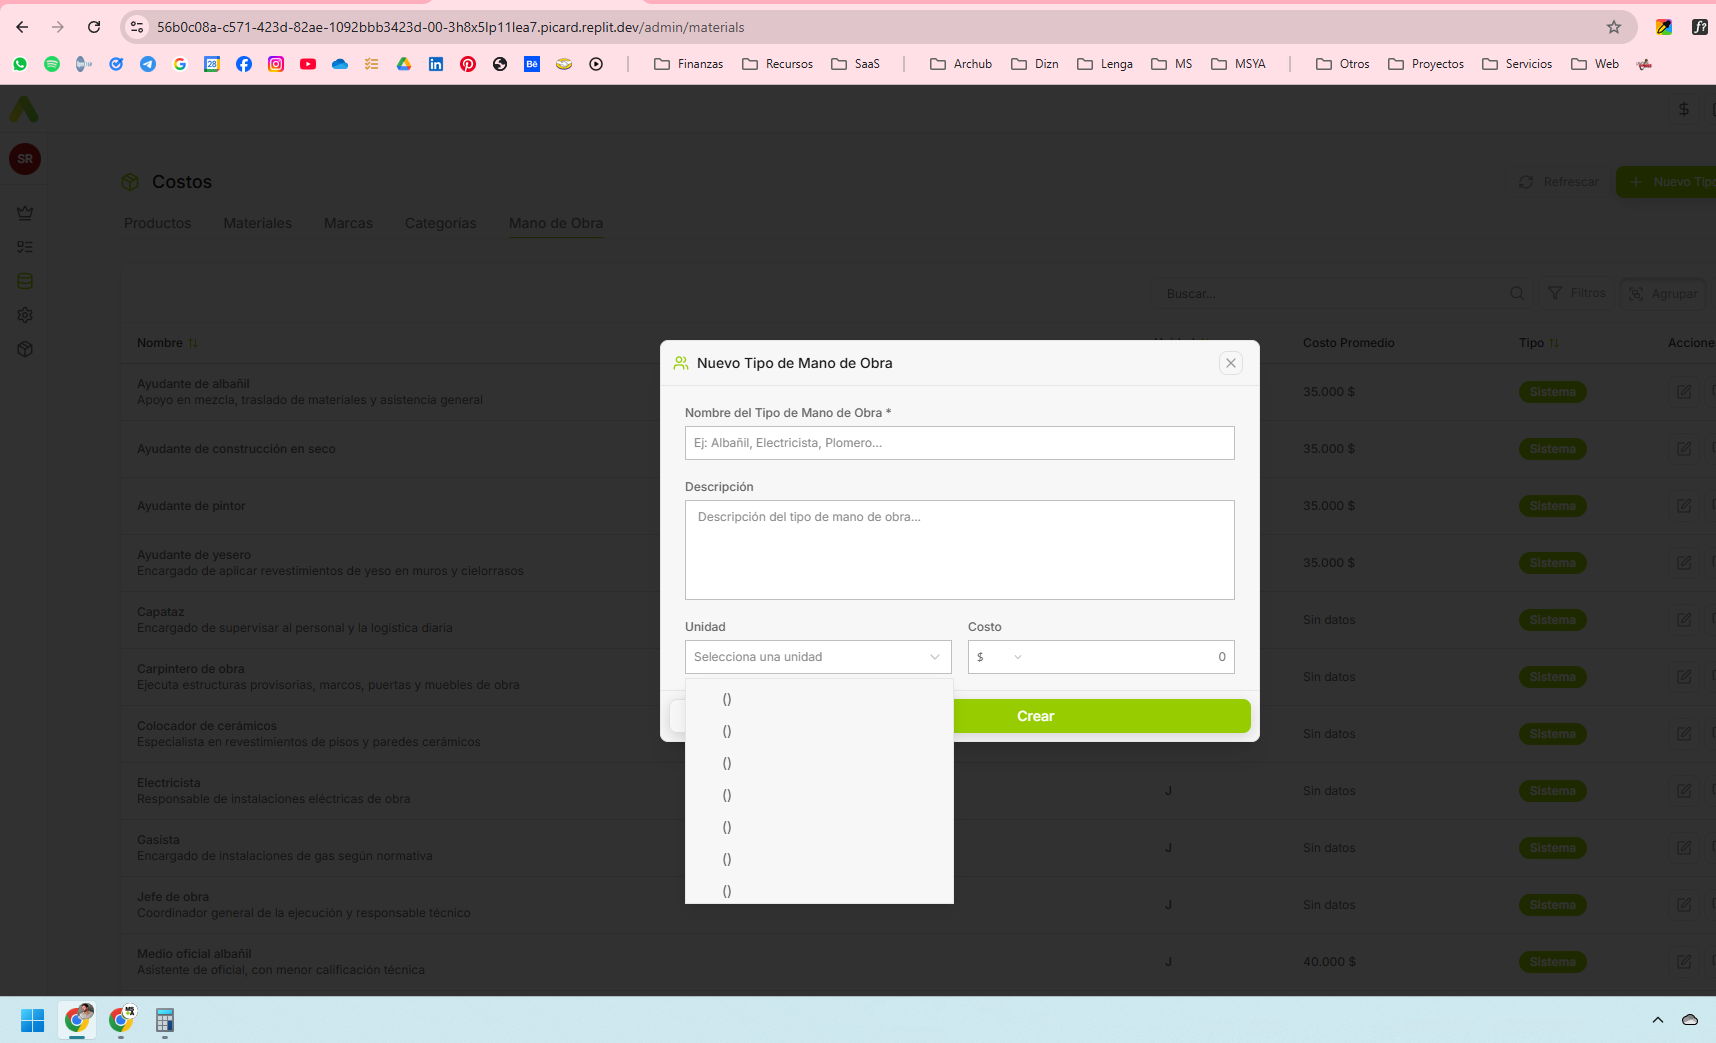 56b0c08a-c571-423d-82ae-1092bbb3423d-00-3h8x5lp11lea7.picard.replit.dev/admin/materials
Finanzas
Recursos
SaaS
Archub
Dizn
Lenga
MS
MSYA
Otros
Proyectos
Servicios
Web
SR
Costos
Refrescar
Nuevo Tipo
Productos
Materiales
Marcas
Categorías
Mano de Obra
Buscar...
Filtros
Agrupar
Nombre
Costo Promedio
Tipo
Accione
Ayudante de albañil
Apoyo en mezcla, traslado de materiales y asistencia general
35.000 $
Sistema
Ayudante de construcción en seco
35.000 $
Sistema
Ayudante de pintor
35.000 $
Sistema
Ayudante de yesero
Encargado de aplicar revestimientos de yeso en muros y cielorrasos
35.000 $
Sistema
Capataz
Encargado de supervisar al personal y la logística diaria
Sin datos
Sistema
Carpintero de obra
Ejecuta estructuras provisorias, marcos, puertas y muebles de obra
Sin datos
Sistema
Colocador de cerámicos
Especialista en revestimientos de pisos y paredes cerámicos
Sin datos
Sistema
Electricista
Responsable de instalaciones eléctricas de obra
J
Sin datos
Sistema
Gasista
Encargado de instalaciones de gas según normativa
J
Sin datos
Sistema
Jefe de obra
Coordinador general de la ejecución y responsable técnico
J
Sin datos
Sistema
Medio oficial albañil
Asistente de oficial, con menor calificación técnica
J
40.000 $
Sistema
Nuevo Tipo de Mano de Obra
Nombre del Tipo de Mano de Obra *
Ej: Albañil, Electricista, Plomero...
Descripción
Descripción del tipo de mano de obra...
Unidad
Costo
Selecciona una unidad
$
0
()
()
()
()
()
()
()
Crear